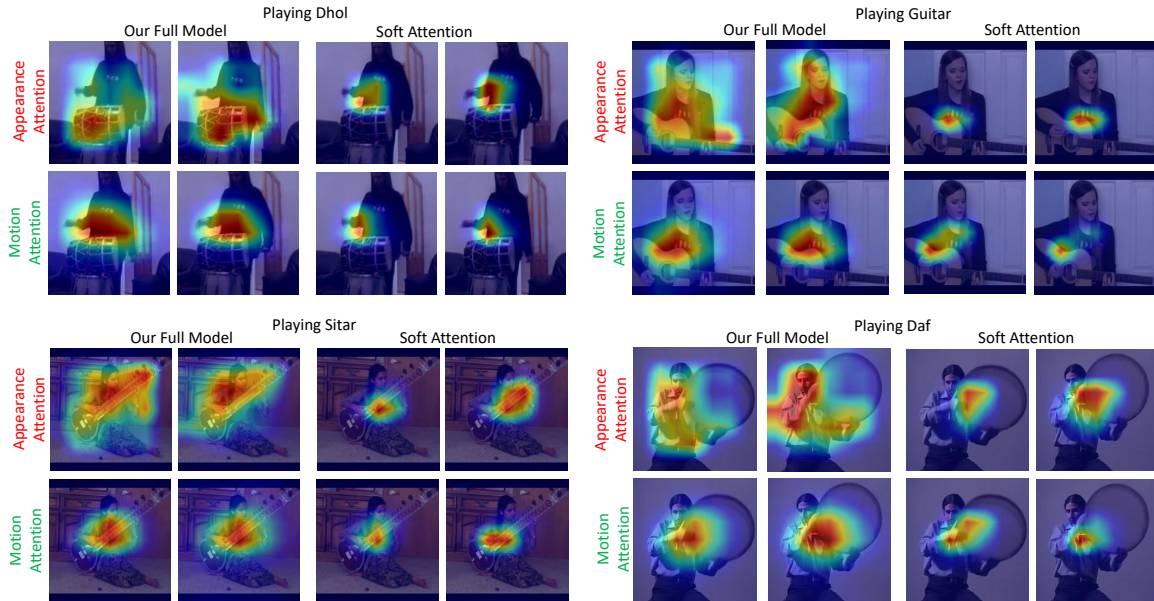 Playing Dhol
Our Full Model
Soft Attention
Appearance
Attention
Motion
Attention
Playing Guitar
Our Full Model
Soft Attention
Appearance
Attention
Motion
Attention
Playing Sitar
Our Full Model
Soft Attention
Appearance
Attention
Motion
Attention
Playing Daf
Our Full Model
Soft Attention
Appearance
Attention
Motion
Attention